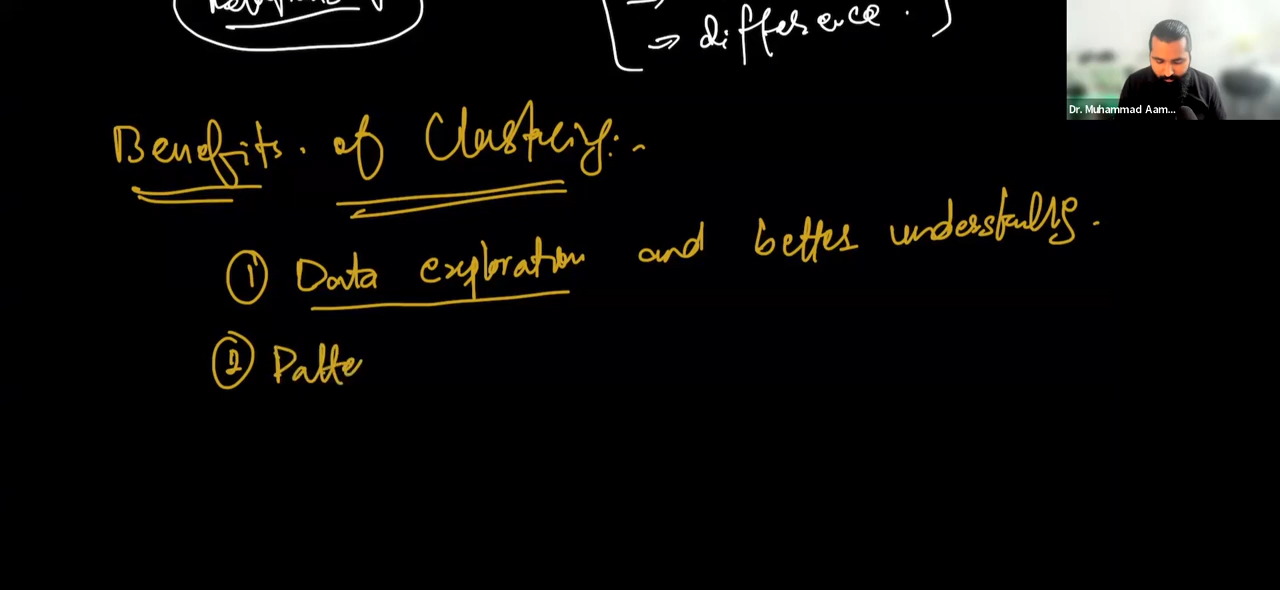 ⇒ difference.
Dr. Muhammad Aam...
Benefits. of Clustering:-
① Data exploration and better understanding.
② Patte